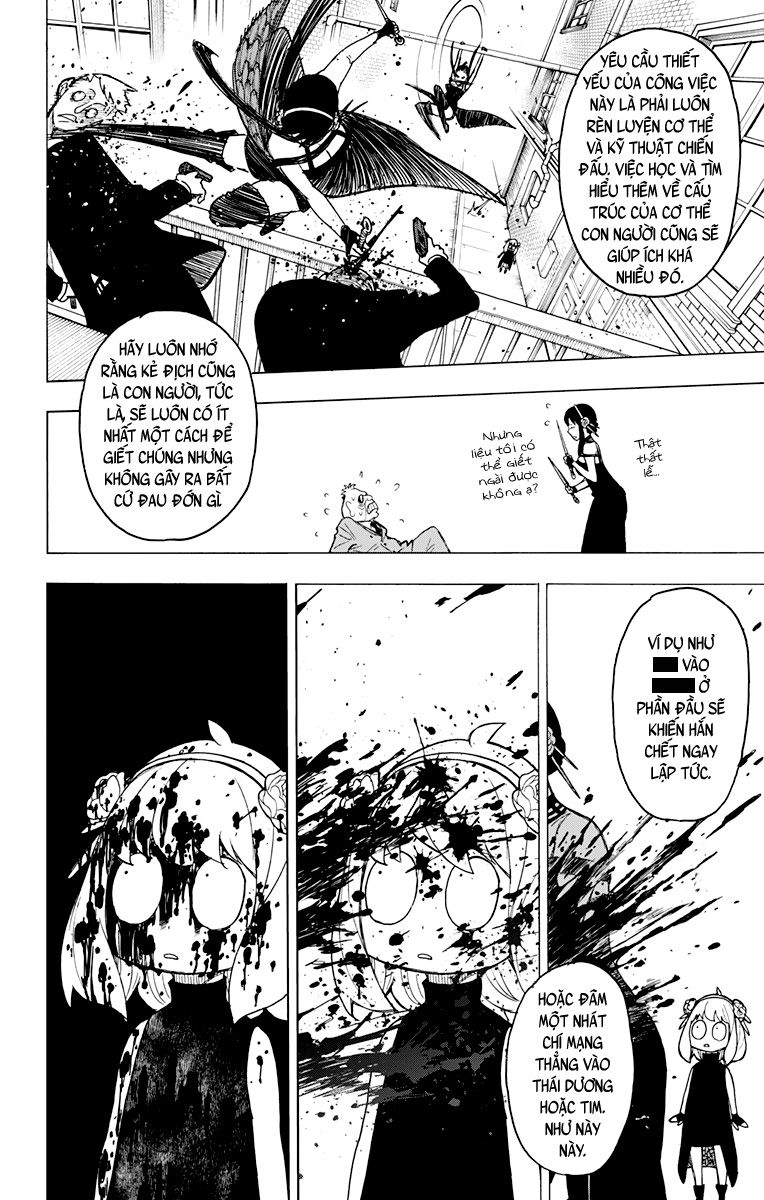 YÊU CẦU THIẾT
YẾU CỦA CÔNG VIỆC
NÀY LÀ PHẢI LUÔN
RÈN LUYỆN CƠ THỂ
VÀ KỸ THUẬT CHIẾN
ĐẤU. VIỆC HỌC VÀ TÌM
HIỂU THÊM VỀ CẤU
TRÚC CỦA CƠ THỂ
CON NGƯỜI CŨNG SẼ
GIÚP ÍCH KHÁ
NHIỀU ĐÓ.
HÃY LUÔN NHỚ
RẰNG KẺ ĐỊCH CŨNG
LÀ CON NGƯỜI, TỨC
LÀ, SẼ LUÔN CÓ ÍT
NHẤT MỘT CÁCH ĐỂ
GIẾT CHÚNG NHƯNG
KHÔNG GÂY RA BẤT
CỨ ĐAU ĐỚN GÌ.
Thật
thất
lễ...
Nhưng
liệu tôi có
thể giết
ngài được
không ạ?
VÍ DỤ NHƯ
VÀO
Ở
PHẦN ĐẦU SẼ
KHIẾN HẮN
CHẾT NGAY
LẬP TỨC.
HOẶC ĐÂM
MỘT NHÁT
CHÍ MẠNG
THẲNG VÀO
THÁI DƯƠNG
HOẶC TIM.
NHƯ NÀY
NÀY.